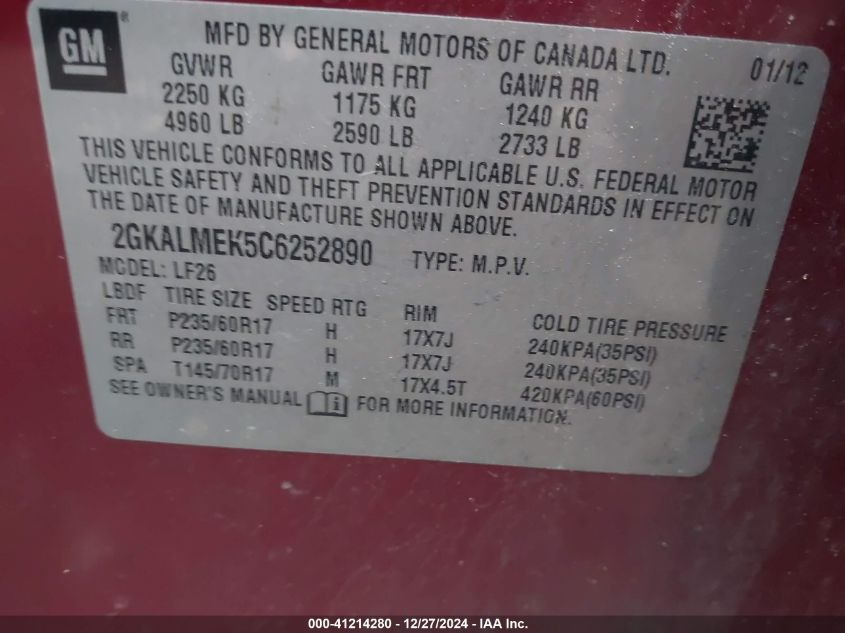 GM ®
MFD BY GENERAL MOTORS OF CANADA LTD.
01/12
GVWR GAWR FRT GAWR RR
2250 KG 1175 KG 1240 KG
4960 LB 2590 LB 2733 LB
THIS VEHICLE CONFORMS TO ALL APPLICABLE U.S. FEDERAL MOTOR
VEHICLE SAFETY AND THEFT PREVENTION STANDARDS IN EFFECT ON
THE DATE OF MANUFACTURE SHOWN ABOVE.
2GKALMEK5C6252890 TYPE: M.P.V.
MODEL: LF26
LBDF TIRE SIZE SPEED RTG RIM COLD TIRE PRESSURE
FRT P235/60R17 H 17X7J 240KPA(35PSI)
RR P235/60R17 H 17X7J 240KPA(35PSI)
SPA T145/70R17 M 17X4.5T 420KPA(60PSI)
SEE OWNER'S MANUAL i FOR MORE INFORMATION.
000-41214280 - 12/27/2024 - IAA Inc.